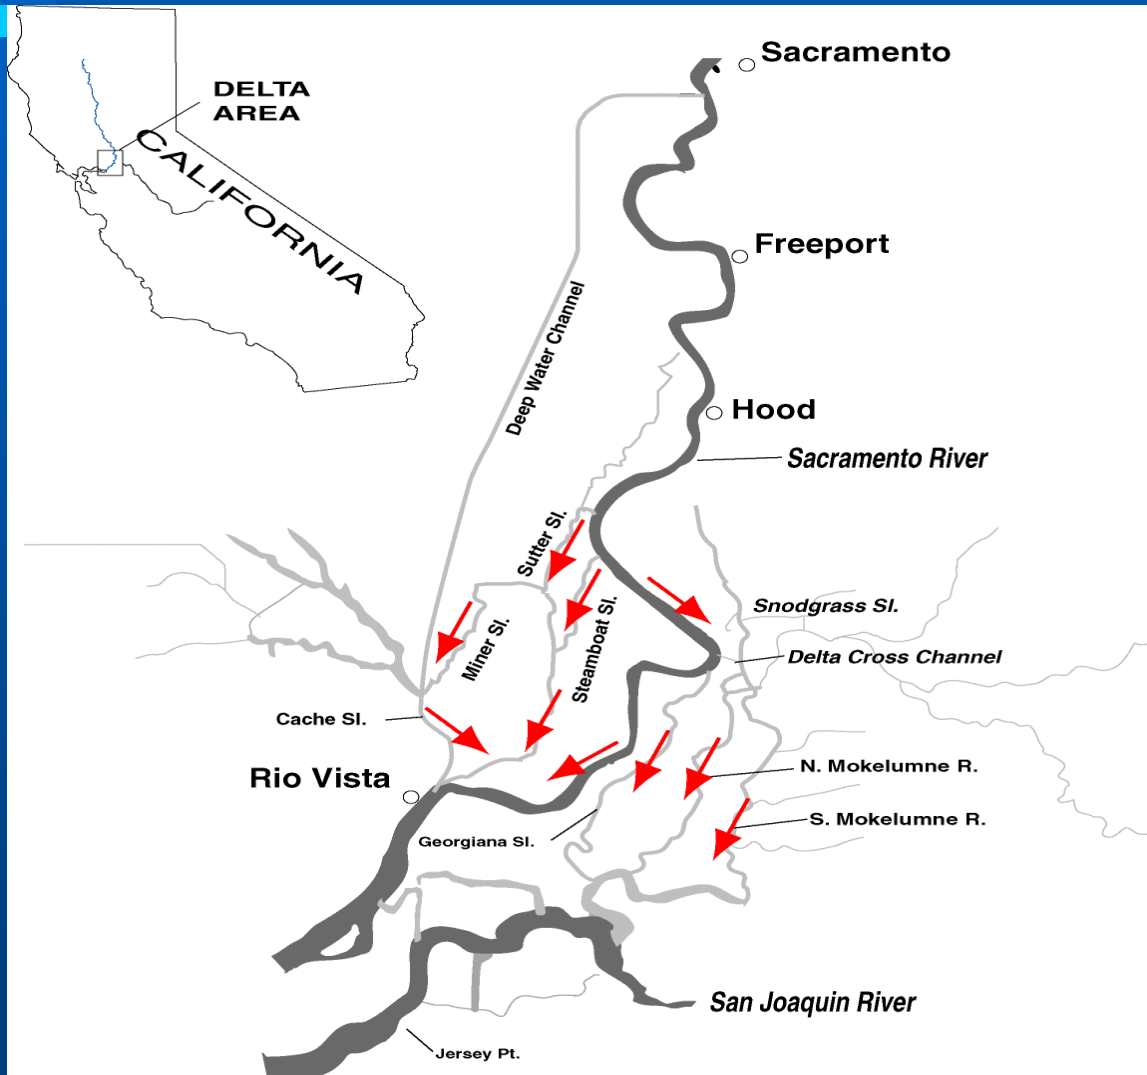 Sacramento
DELTA
AREA
CALIFORNIA
Freeport
Deep Water Channel
Hood
Sacramento River
Sutter Sl.
Snodgrass Sl.
Miner Sl.
Steamboat Sl.
Delta Cross Channel
Cache Sl.
Rio Vista
N. Mokelumne R.
S. Mokelumne R.
Georgiana Sl.
San Joaquin River
Jersey Pt.